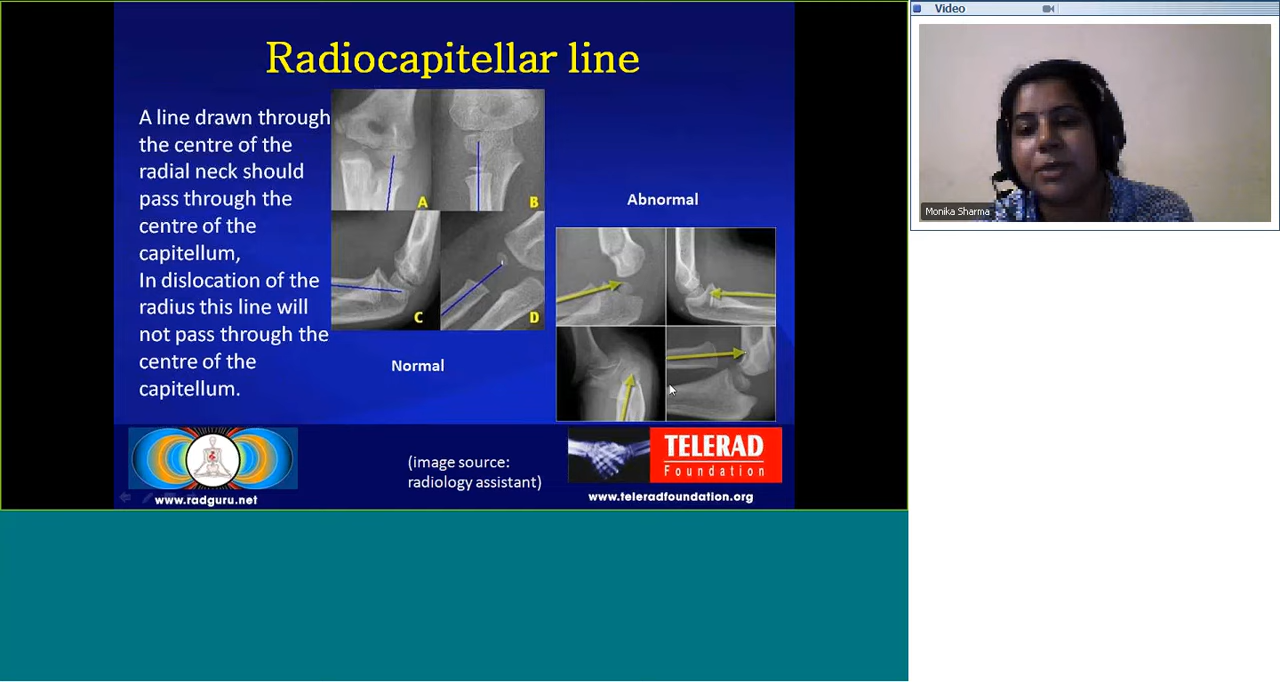 Video
Radiocapitellar line
A line drawn through
the centre of the
radial neck should
pass through the
centre of the
capitellum,
In dislocation of the
radius this line will
not pass through the
centre of the
capitellum.
A
B
C
D
Normal
Abnormal
Monika Sharma
www.radguru.net
(image source:
radiology assistant)
TELERAD
Foundation
www.teleradfoundation.org